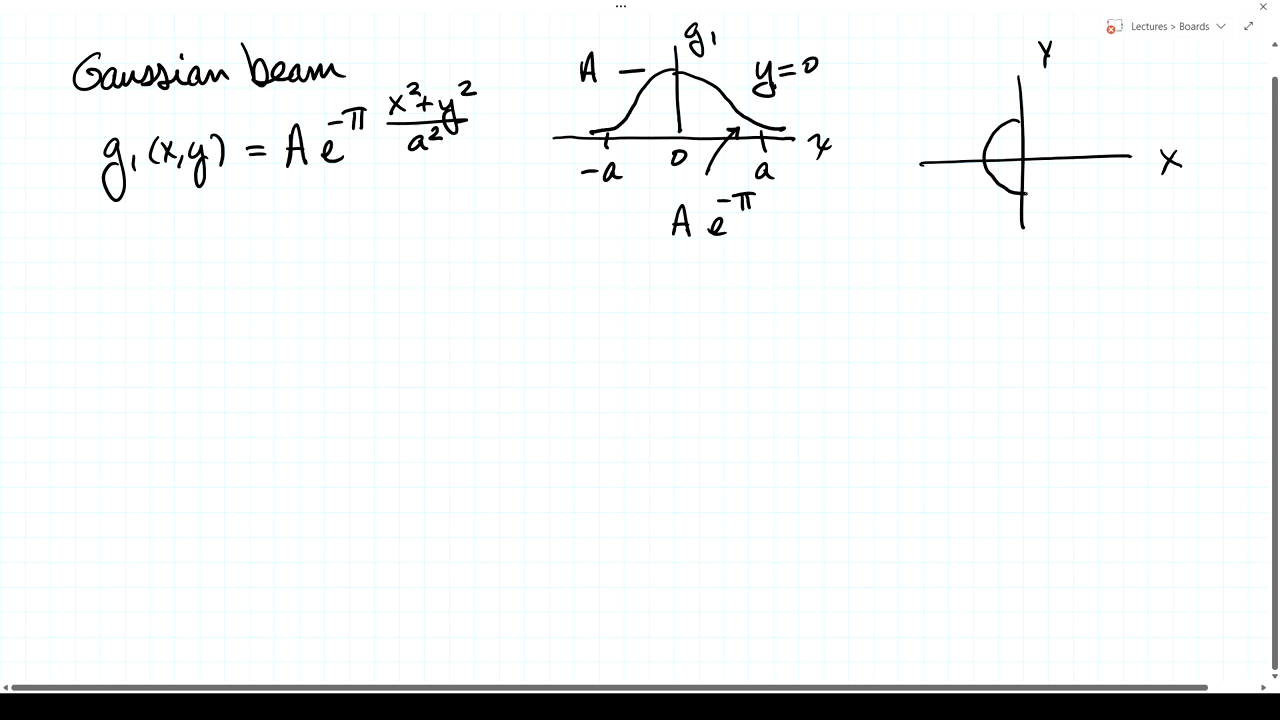 Lectures > Boards
Gaussian beam
g₁(x,y) = A e^(-π (x²+y²)/a²)
g₁
A
y=0
-a 0 a x
A e^(-π)
y
x